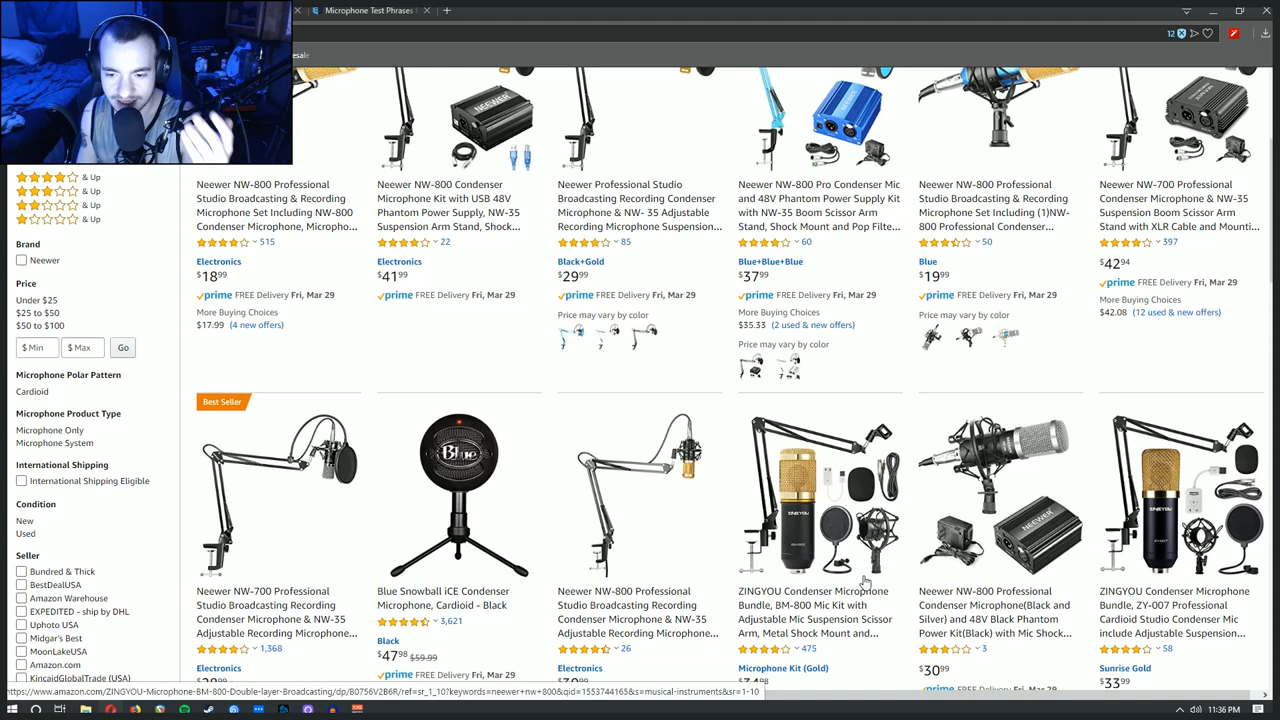 Microphone Test Phrases
12
esale
NEEWER
Neewer NW-800 Professional
Studio Broadcasting & Recording
Microphone Set Including NW-800
Condenser Microphone, Micropho...
515
Electronics
$18.99
prime FREE Delivery Fri, Mar 29
More Buying Choices
$17.99 (4 new offers)
Neewer NW-800 Condenser
Microphone Kit with USB 48V
Phantom Power Supply, NW-35
Suspension Arm Stand, Shock...
22
Electronics
$41.99
prime FREE Delivery Fri, Mar 29
Neewer Professional Studio
Broadcasting Recording Condenser
Microphone & NW- 35 Adjustable
Recording Microphone Suspension...
85
Black+Gold
$29.99
prime FREE Delivery Fri, Mar 29
Price may vary by color
NEEWER
Neewer NW-800 Pro Condenser Mic
and 48V Phantom Power Supply Kit
with NW-35 Boom Scissor Arm
Stand, Shock Mount and Pop Filte...
60
Blue+Blue+Blue
$37.99
prime FREE Delivery Fri, Mar 29
More Buying Choices
$35.33 (2 used & new offers)
Price may vary by color
Neewer NW-800 Professional
Studio Broadcasting & Recording
Microphone Set Including (1)NW-
800 Professional Condenser...
50
Blue
$19.99
prime FREE Delivery Fri, Mar 29
Price may vary by color
NEEWER
Neewer NW-700 Professional
Condenser Microphone & NW-35
Suspension Boom Scissor Arm
Stand with XLR Cable and Mounti...
397
$42.94
prime FREE Delivery Fri, Mar 29
More Buying Choices
$42.08 (12 used & new offers)
& Up
& Up
& Up
& Up
Brand
Neewer
Price
Under $25
$25 to $50
$50 to $100
$ Min $ Max Go
Microphone Polar Pattern
Cardioid
Microphone Product Type
Microphone Only
Microphone System
International Shipping
International Shipping Eligible
Condition
New
Used
Seller
Bundred & Thick
BestDealUSA
Amazon Warehouse
EXPEDITED - ship by DHL
Uphoto USA
Midgar's Best
MoonLakeUSA
Amazon.com
KincaidGlobalTrade (USA)
Best Seller
Neewer NW-700 Professional
Studio Broadcasting Recording
Condenser Microphone & NW-35
Adjustable Recording Microphone...
1,368
Electronics
Blue
Blue Snowball iCE Condenser
Microphone, Cardioid - Black
3,621
Black
$47.98 $59.99
prime FREE Delivery Fri, Mar 29
Neewer NW-800 Professional
Studio Broadcasting Recording
Condenser Microphone & NW-35
Adjustable Recording Microphone...
26
Electronics
ZINGYOU
ZINGYOU Condenser Microphone
Bundle, BM-800 Mic Kit with
Adjustable Mic Suspension Scissor
Arm, Metal Shock Mount and...
475
Microphone Kit (Gold)
NEEWER
Neewer NW-800 Professional
Condenser Microphone(Black and
Silver) and 48V Black Phantom
Power Kit(Black) with Mic Shock...
3
$30.99
ZINGYOU
ZINGYOU Condenser Microphone
Bundle, ZY-007 Professional
Cardioid Studio Condenser Mic
include Adjustable Suspension...
58
Sunrise Gold
$33.99
https://www.amazon.com/ZINGYOU-Microphone-BM-800-Double-layer-Broadcasting/dp/B0756V2B6R/ref=sr_1_10?keywords=neewer+nw+800&qid=1553744165&s=musical-instruments&sr=1-10
11:36 PM